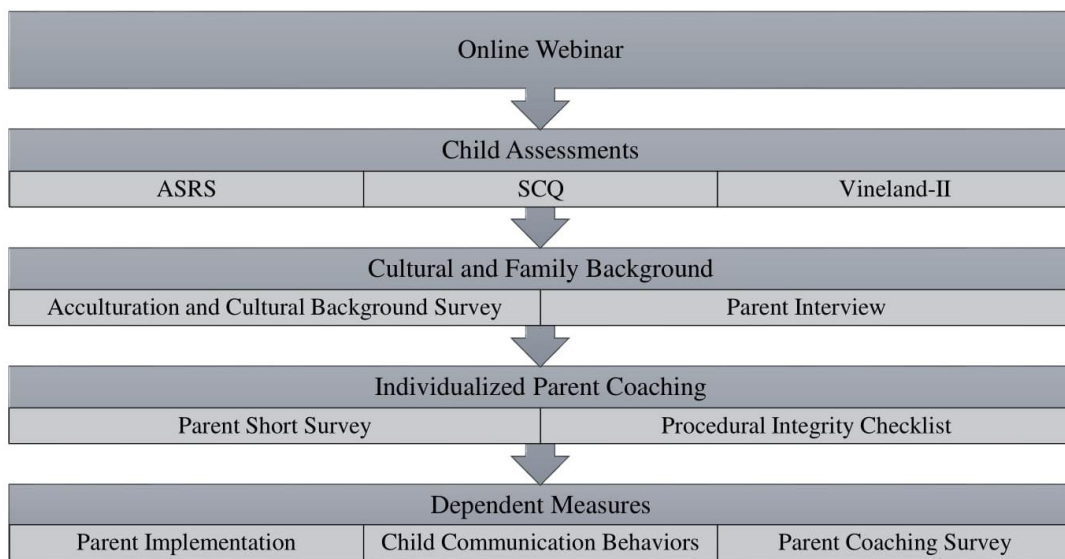 Online Webinar
Child Assessments
ASRS
SCQ
Vineland-II
Cultural and Family Background
Acculturation and Cultural Background Survey
Parent Interview
Individualized Parent Coaching
Parent Short Survey
Procedural Integrity Checklist
Dependent Measures
Parent Implementation
Child Communication Behaviors
Parent Coaching Survey